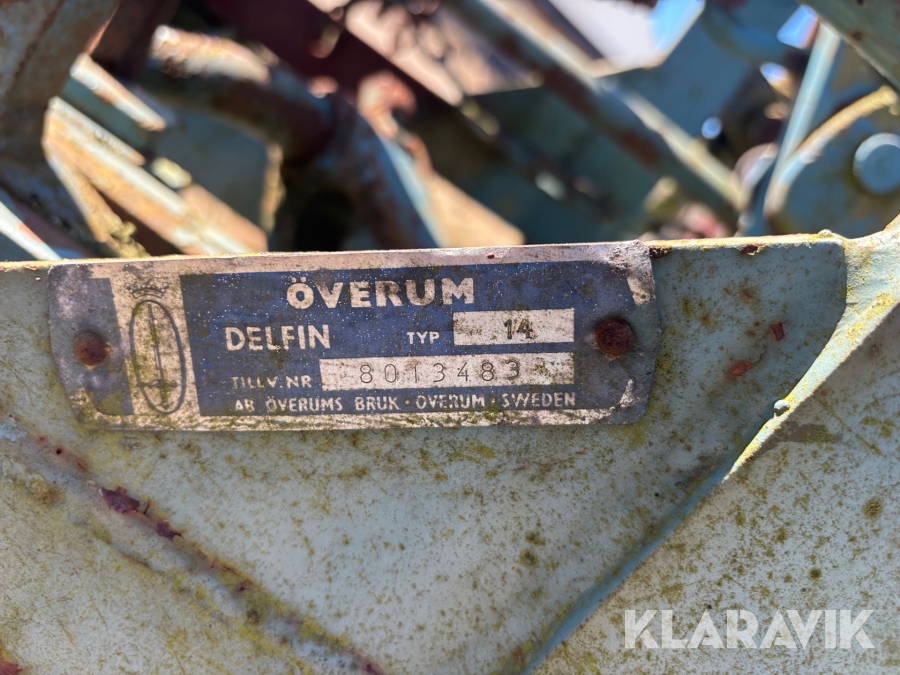 ÖVERUM
DELFIN TYP 14
TILLV. NR 8013483
AB ÖVERUMS BRUK · ÖVERUM · SWEDEN
KLARAVIK